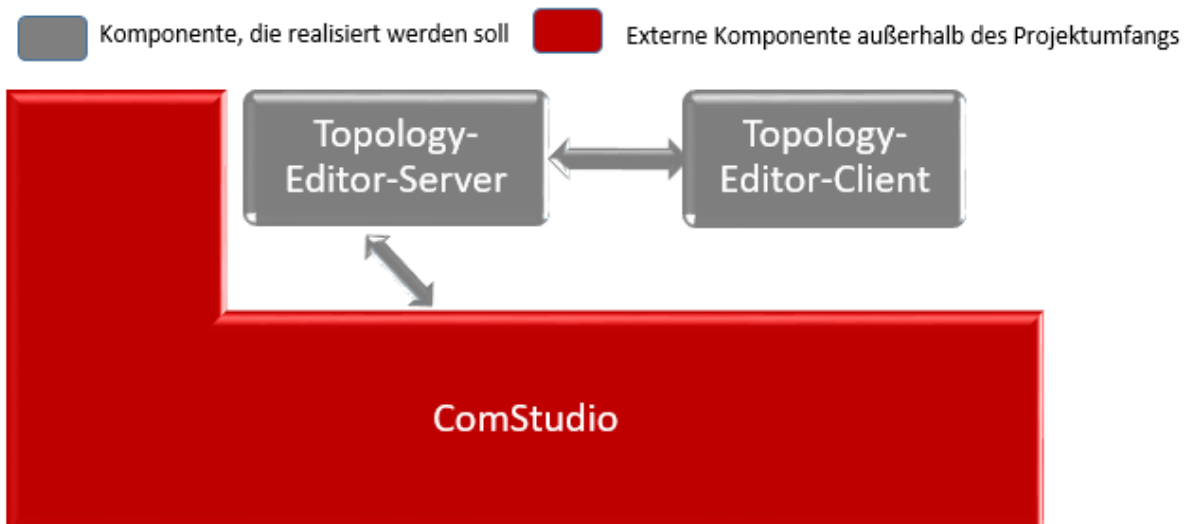 Komponente, die realisiert werden soll
Externe Komponente außerhalb des Projektumfangs
Topology-
Editor-Server
Topology-
Editor-Client
ComStudio